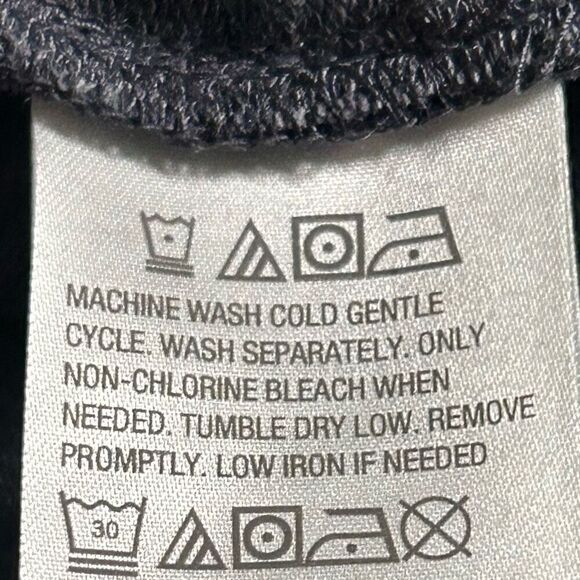 MACHINE WASH COLD GENTLE
CYCLE. WASH SEPARATELY. ONLY
NON-CHLORINE BLEACH WHEN
NEEDED. TUMBLE DRY LOW. REMOVE
PROMPTLY. LOW IRON IF NEEDED
30